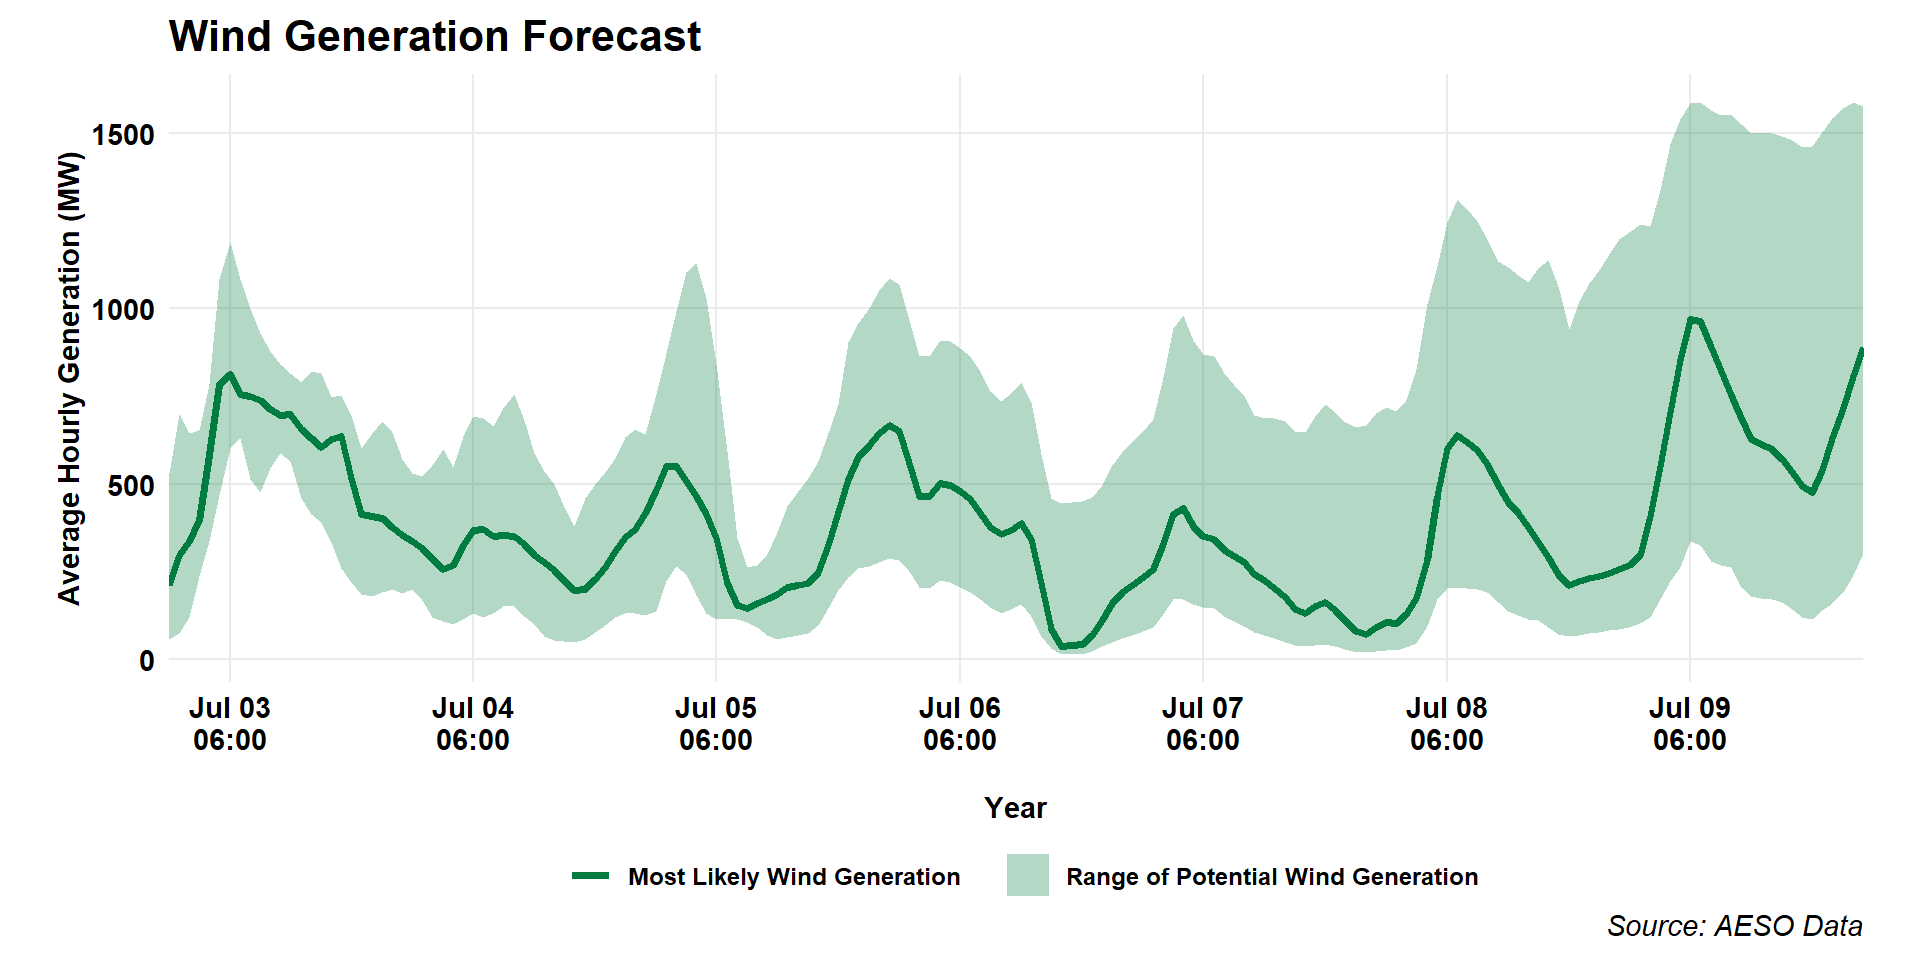 Wind Generation Forecast
Average Hourly Generation (MW)
1500
1000
500
0
Jul 03 Jul 04 Jul 05 Jul 06 Jul 07 Jul 08 Jul 09
06:00 06:00 06:00 06:00 06:00 06:00 06:00
Year
Most Likely Wind Generation Range of Potential Wind Generation
Source: AESO Data